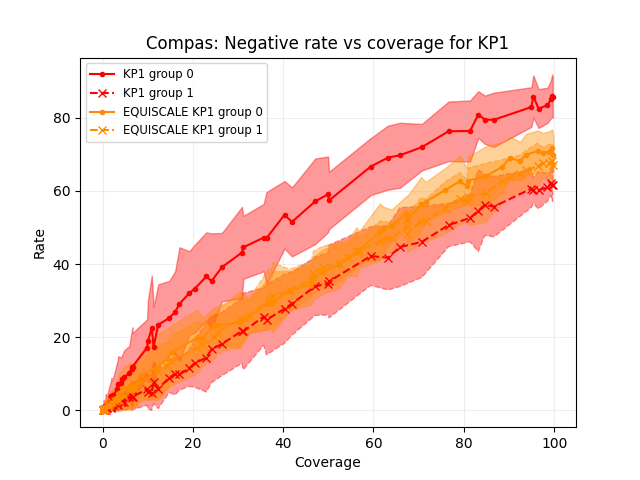 Compas: Negative rate vs coverage for KP1
KP1 group 0
KP1 group 1
EQUISCALE KP1 group 0
EQUISCALE KP1 group 1
80
60
40
20
0
Rate
0 20 40 60 80 100
Coverage